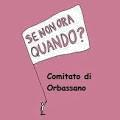 SE NON ORA
QUANDO?
Comitato di
Orbassano